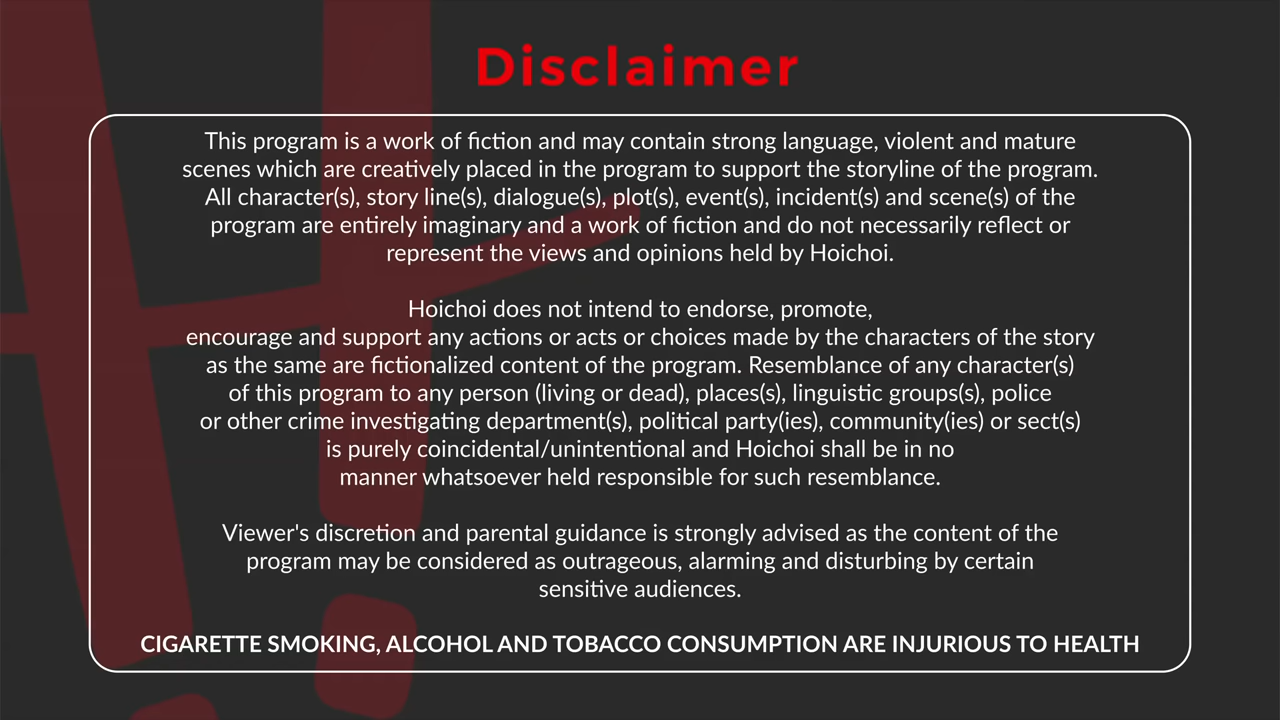 Disclaimer
This program is a work of fiction and may contain strong language, violent and mature
scenes which are creatively placed in the program to support the storyline of the program.
All character(s), story line(s), dialogue(s), plot(s), event(s), incident(s) and scene(s) of the
program are entirely imaginary and a work of fiction and do not necessarily reflect or
represent the views and opinions held by Hoichoi.
Hoichoi does not intend to endorse, promote,
encourage and support any actions or acts or choices made by the characters of the story
as the same are fictionalized content of the program. Resemblance of any character(s)
of this program to any person (living or dead), places(s), linguistic groups(s), police
or other crime investigating department(s), political party(ies), community(ies) or sect(s)
is purely coincidental/unintentional and Hoichoi shall be in no
manner whatsoever held responsible for such resemblance.
Viewer's discretion and parental guidance is strongly advised as the content of the
program may be considered as outrageous, alarming and disturbing by certain
sensitive audiences.
CIGARETTE SMOKING, ALCOHOL AND TOBACCO CONSUMPTION ARE INJURIOUS TO HEALTH